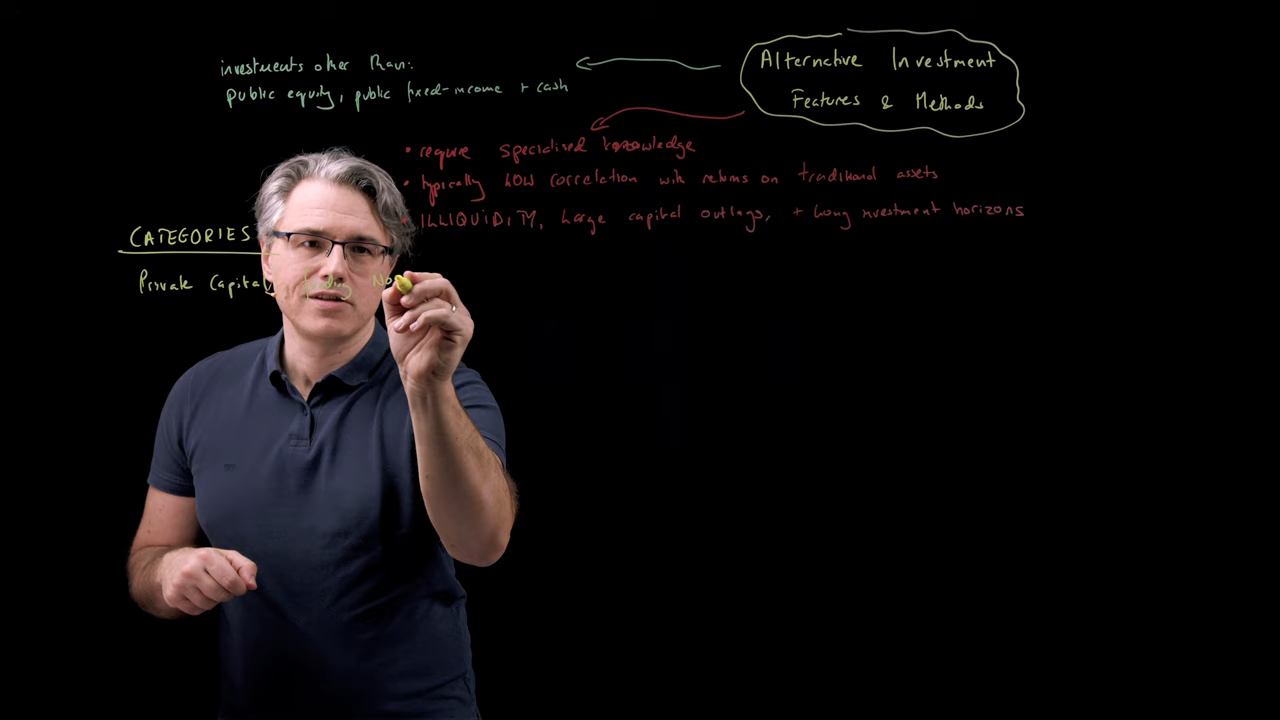 investments other than:
public equity, public fixed-income + cash
Alternative Investment
Features & Methods
• require specialised knowledge
• typically LOW correlation with returns on traditional assets
• ILLIQUIDITY, Large capital outlays, + Long investment horizons
CATEGORIES
Private Capital